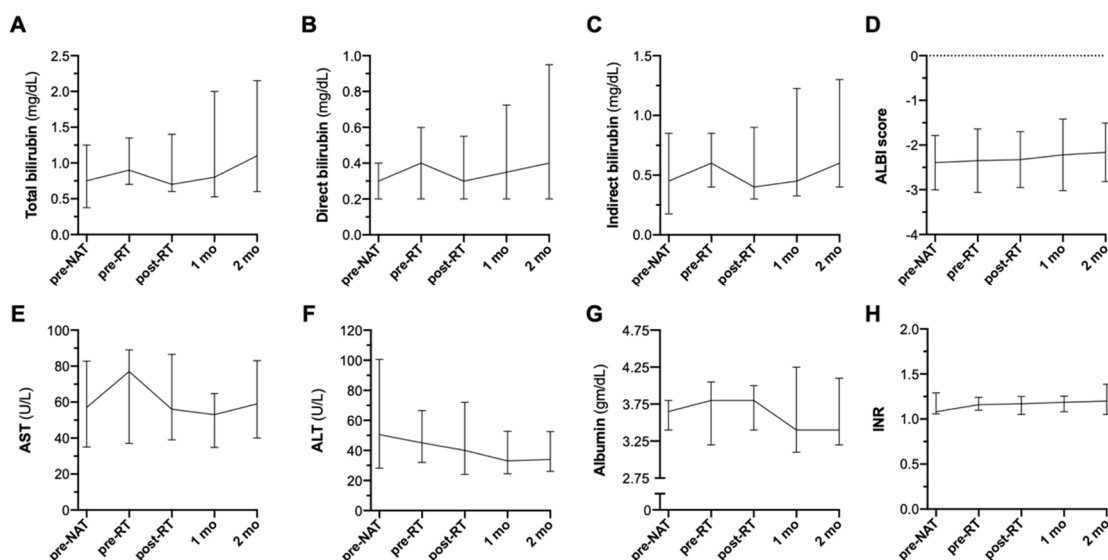 A
Total bilirubin (mg/dL)
2.5
2.0
1.5
1.0
0.5
0.0
pre-NAT
pre-RT
post-RT
1 mo
2 mo
B
Direct bilirubin (mg/dL)
1.0
0.8
0.6
0.4
0.2
0.0
pre-NAT
pre-RT
post-RT
1 mo
2 mo
C
Indirect bilirubin (mg/dL)
1.5
1.0
0.5
0.0
pre-NAT
pre-RT
post-RT
1 mo
2 mo
D
ALBI score
0
-1
-2
-3
-4
pre-NAT
pre-RT
post-RT
1 mo
2 mo
E
AST (U/L)
100
80
60
40
20
0
pre-NAT
pre-RT
post-RT
1 mo
2 mo
F
ALT (U/L)
120
100
80
60
40
20
0
pre-NAT
pre-RT
post-RT
1 mo
2 mo
G
Albumin (gm/dL)
4.75
4.25
3.75
3.25
2.75
0
pre-NAT
pre-RT
post-RT
1 mo
2 mo
H
INR
2.0
1.5
1.0
0.5
0.0
pre-NAT
pre-RT
post-RT
1 mo
2 mo